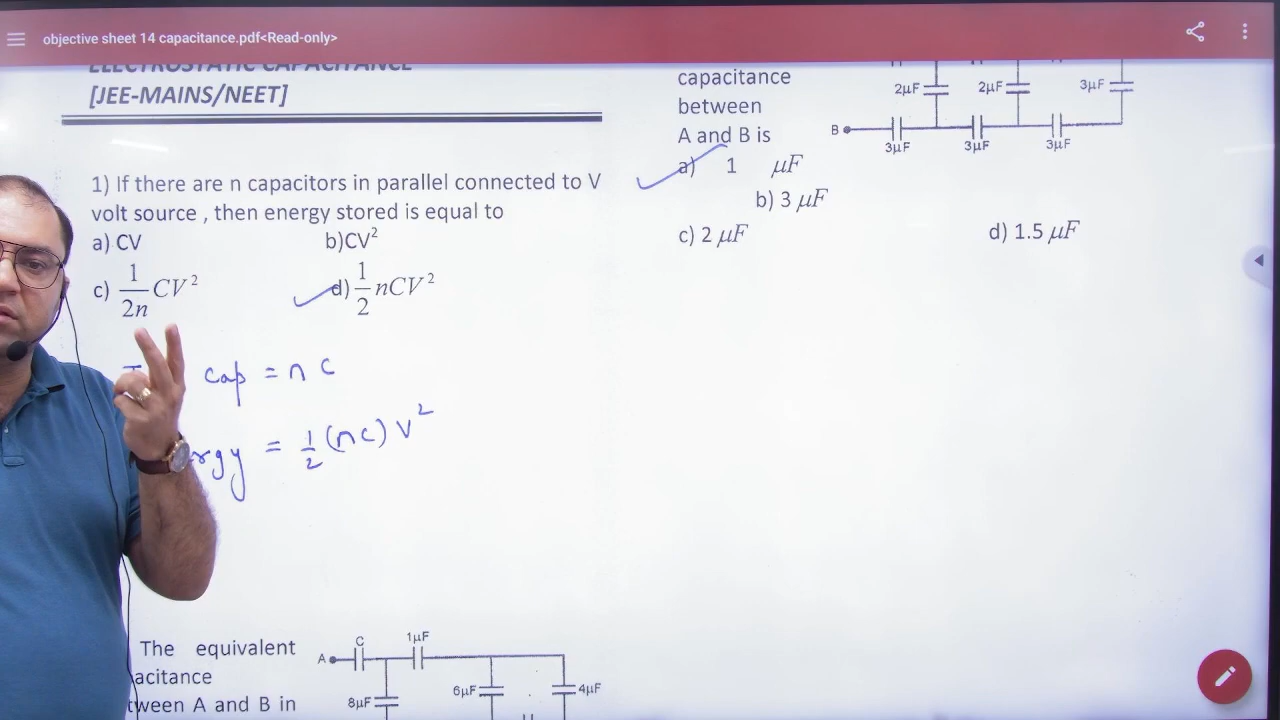 objective sheet 14 capacitance.pdf<Read-only>
ELECTROSTATIC CAPACITANCE
[JEE-MAINS/NEET]
1) If there are n capacitors in parallel connected to V
volt source , then energy stored is equal to
a) CV b)CV²
c) 1/2n CV² d) 1/2 nCV²
cap = n c
rgy = 1/2 (nc) V²
The equivalent
acitance
tween A and B in
A C 1µF
8µF 6µF 4µF
capacitance
between
A and B is
2µF 2µF 3µF
B
3µF 3µF 3µF
a) 1 µF
b) 3 µF
c) 2 µF d) 1.5 µF